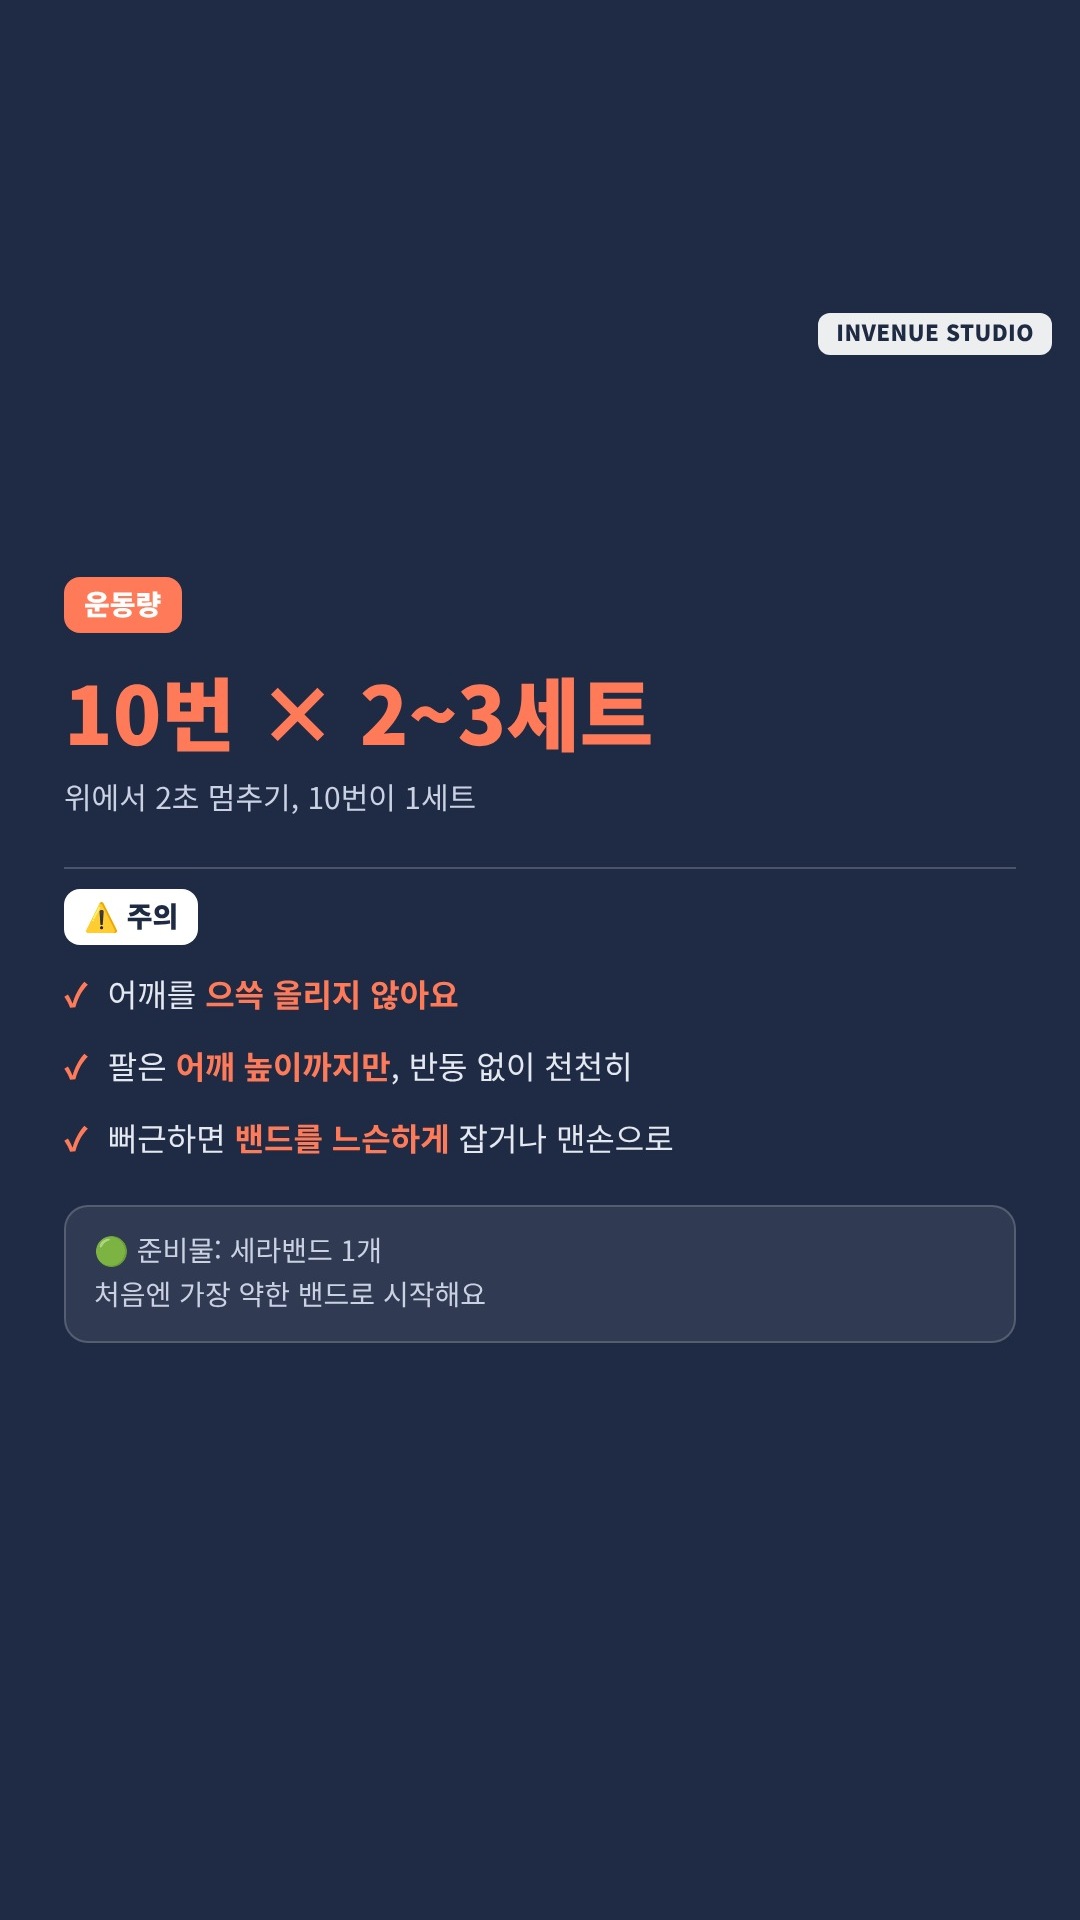 INVENUE STUDIO
운동량
10번 × 2~3세트
위에서 2초 멈추기, 10번이 1세트
⚠️ 주의
✓ 어깨를 으쓱 올리지 않아요
✓ 팔은 어깨 높이까지만, 반동 없이 천천히
✓ 뻐근하면 밴드를 느슨하게 잡거나 맨손으로
🟢 준비물: 세라밴드 1개
처음엔 가장 약한 밴드로 시작해요